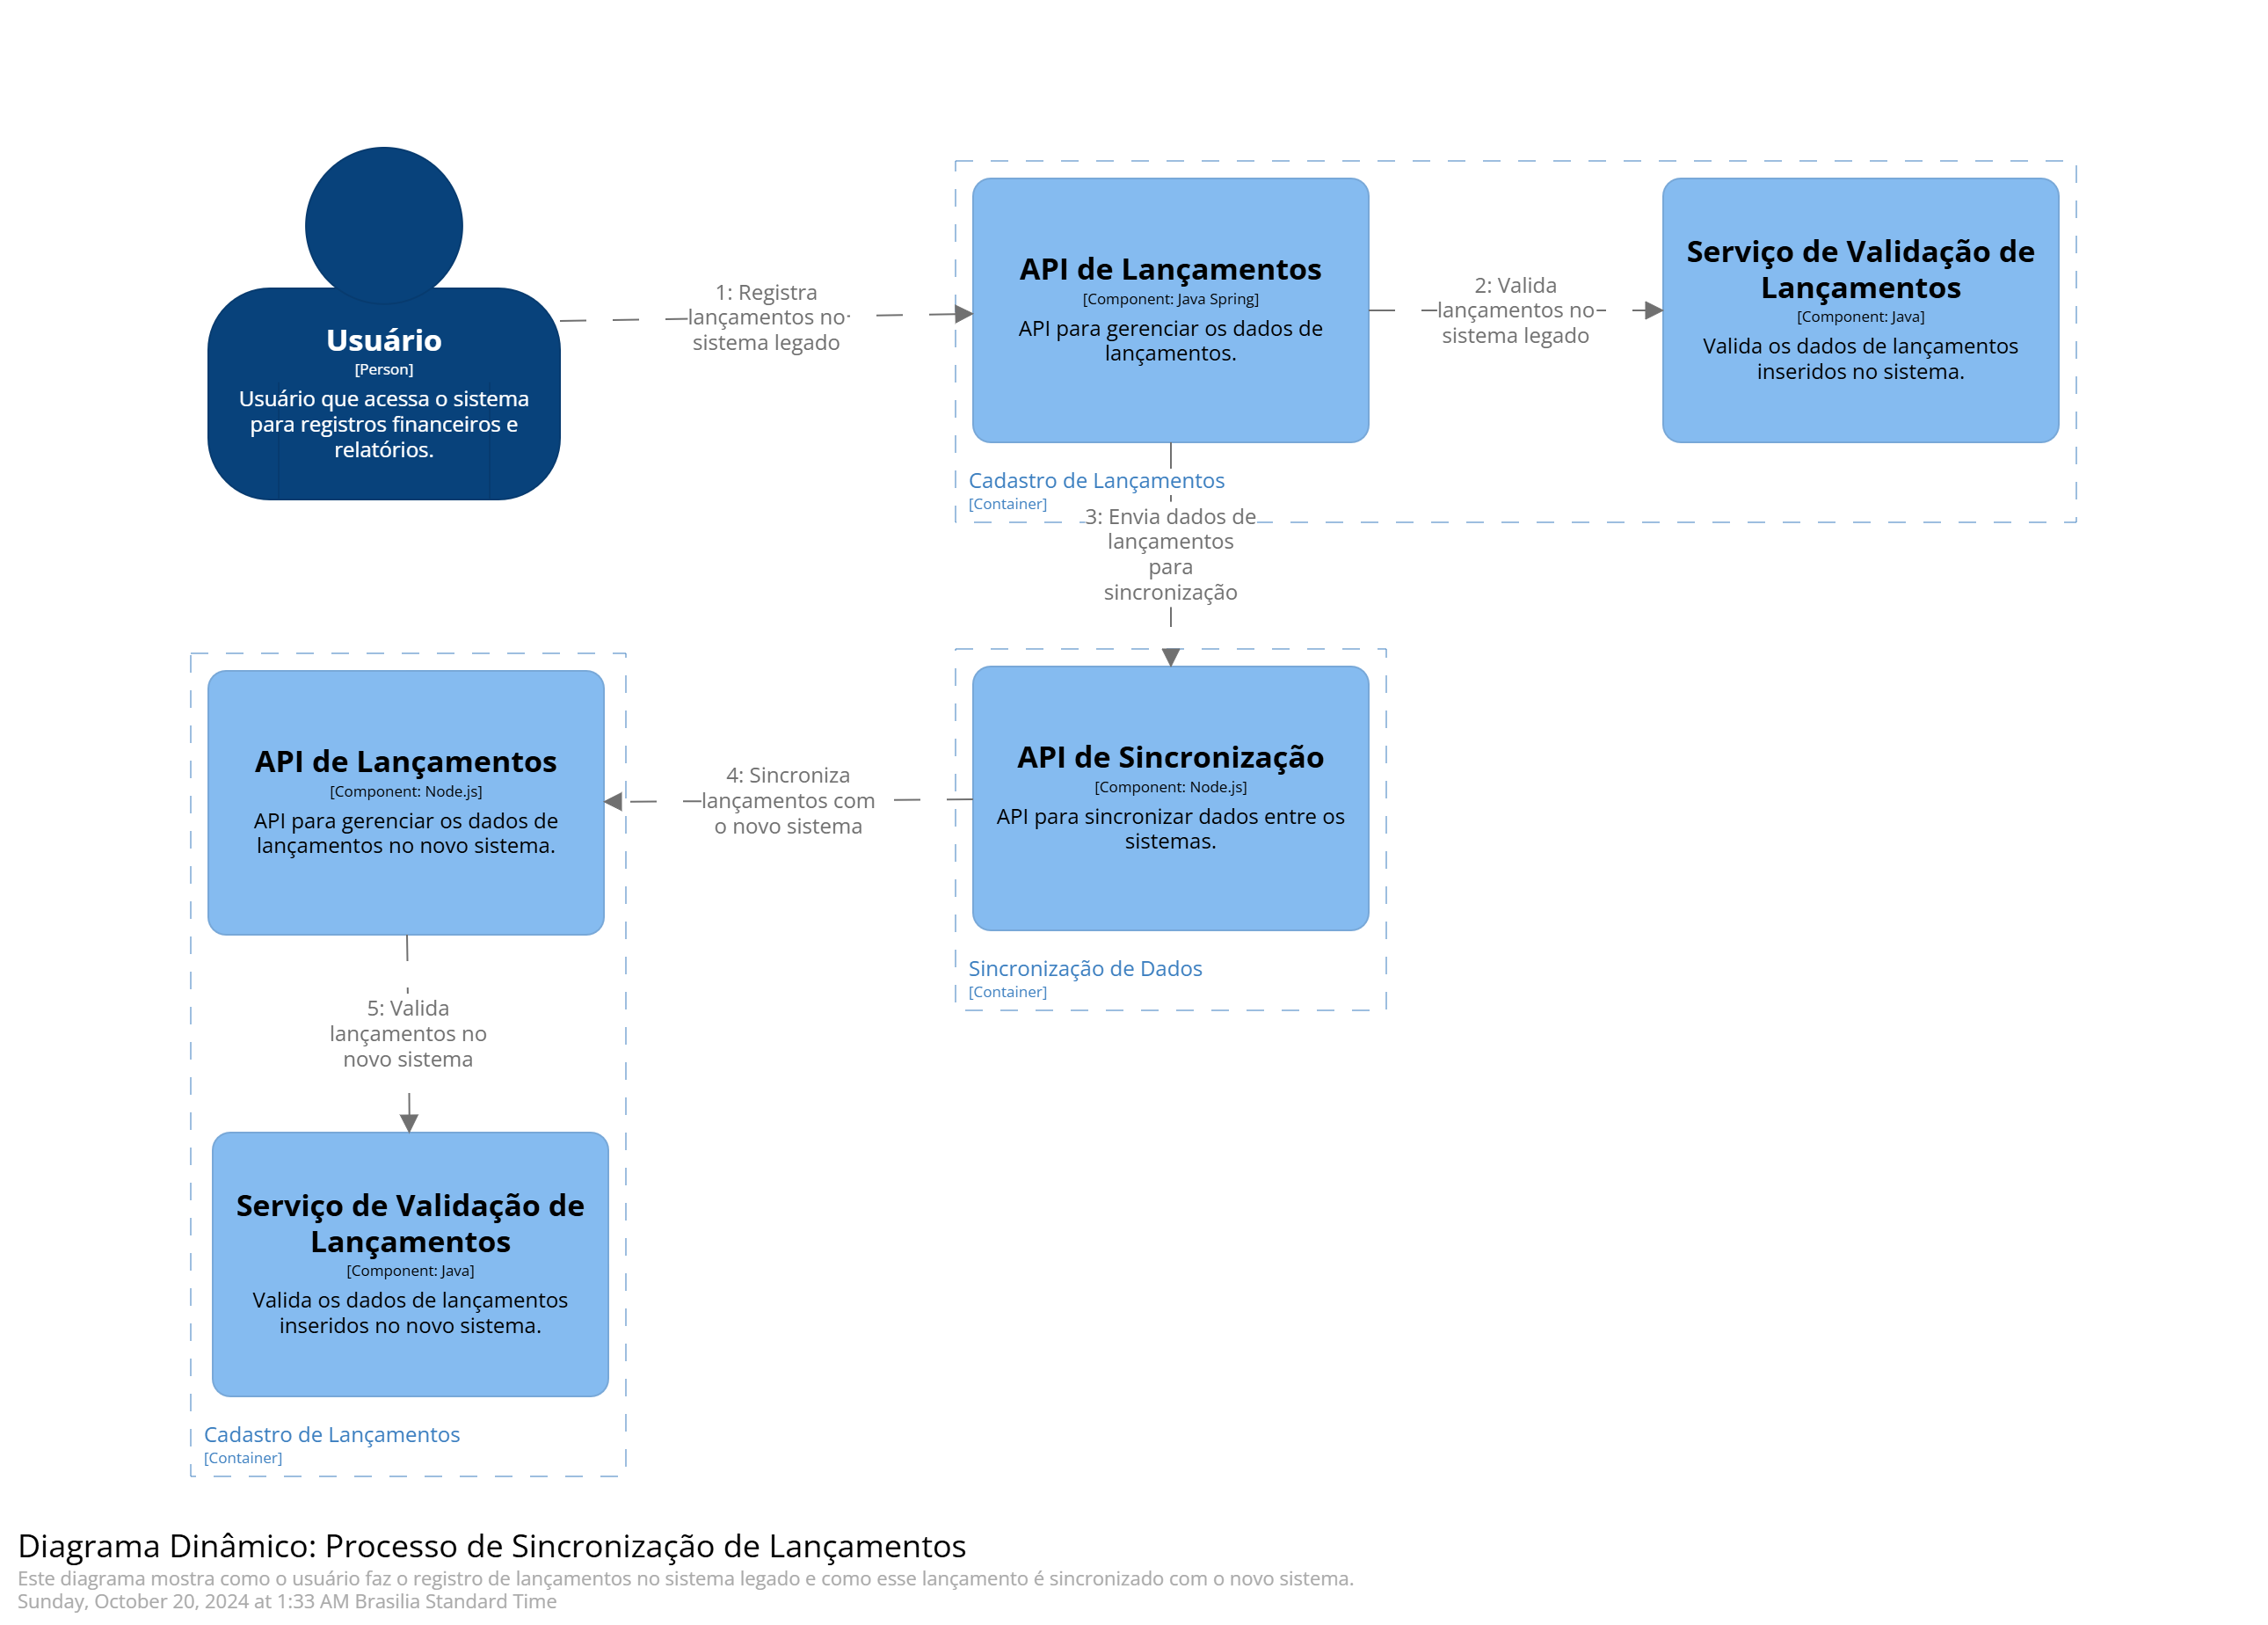 Usuário
[Person]
Usuário que acessa o sistema
para registros financeiros e
relatórios.
1: Registra
lançamentos no
sistema legado
API de Lançamentos
[Component: Java Spring]
API para gerenciar os dados de
lançamentos.
2: Valida
lançamentos no
sistema legado
Serviço de Validação de
Lançamentos
[Component: Java]
Valida os dados de lançamentos
inseridos no sistema.
Cadastro de Lançamentos
[Container]
3: Envia dados de
lançamentos
para
sincronização
API de Sincronização
[Component: Node.js]
API para sincronizar dados entre os
sistemas.
Sincronização de Dados
[Container]
4: Sincroniza
lançamentos com
o novo sistema
API de Lançamentos
[Component: Node.js]
API para gerenciar os dados de
lançamentos no novo sistema.
5: Valida
lançamentos no
novo sistema
Serviço de Validação de
Lançamentos
[Component: Java]
Valida os dados de lançamentos
inseridos no novo sistema.
Cadastro de Lançamentos
[Container]
Diagrama Dinâmico: Processo de Sincronização de Lançamentos
Este diagrama mostra como o usuário faz o registro de lançamentos no sistema legado e como esse lançamento é sincronizado com o novo sistema.
Sunday, October 20, 2024 at 1:33 AM Brasilia Standard Time